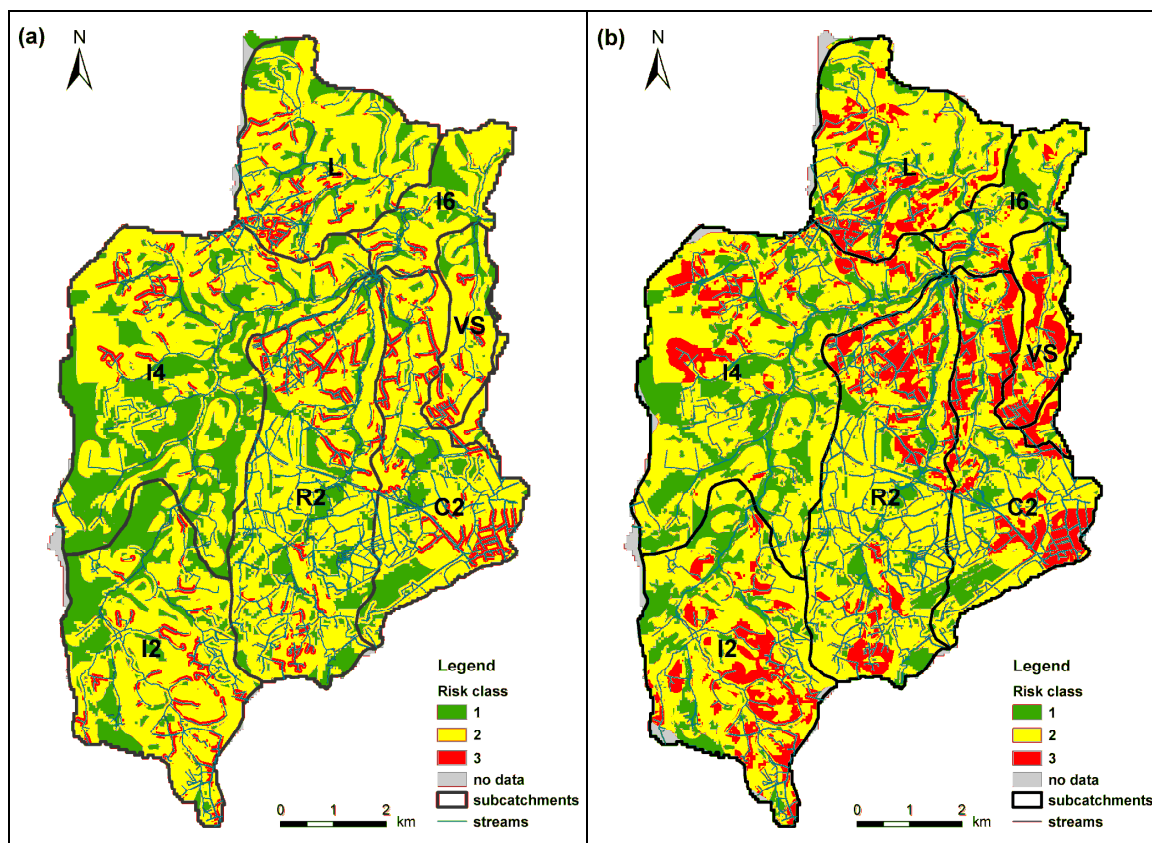 (a)
N
L
I6
VS
I4
R2
C2
I2
Legend
Risk class
1
2
3
no data
subcatchments
streams
0 1 2
km
(b)
N
L
I6
VS
I4
R2
C2
I2
Legend
Risk class
1
2
3
no data
subcatchments
streams
0 1 2
km